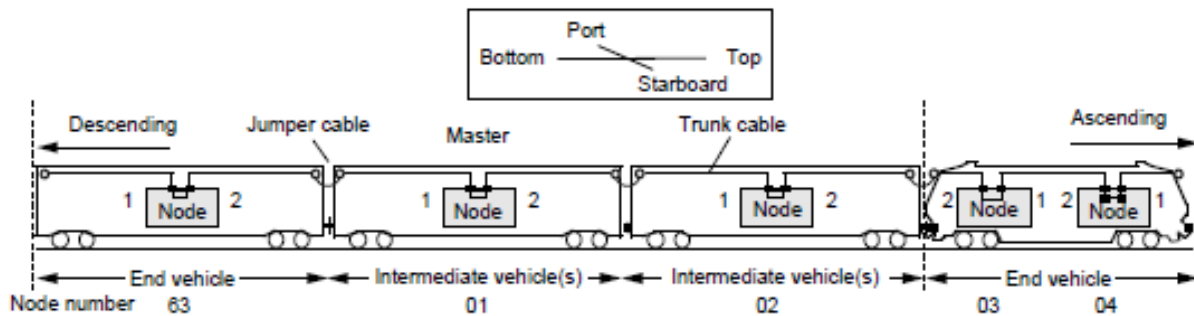 Port
Bottom Top
Starboard
Descending Jumper cable Master Trunk cable Ascending
1 Node 2 1 Node 2 1 Node 2 2 Node 1 2 Node 1
End vehicle Intermediate vehicle(s) Intermediate vehicle(s) End vehicle
Node number 63 01 02 03 04